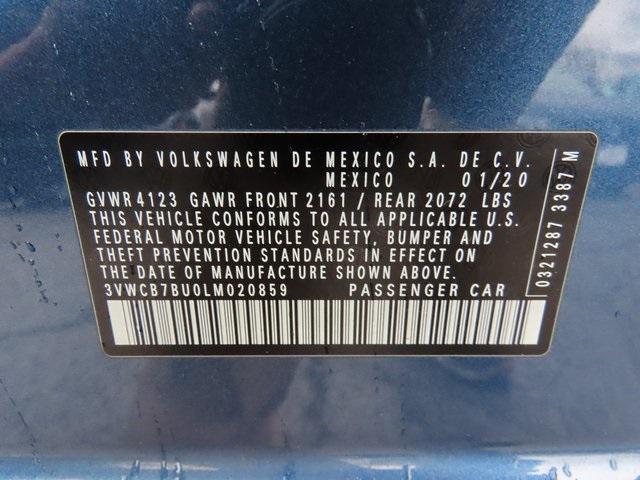 MFD BY VOLKSWAGEN DE MEXICO S.A. DE C.V.
MEXICO 01/20
GVWR 4123 GAWR FRONT 2161 / REAR 2072 LBS
THIS VEHICLE CONFORMS TO ALL APPLICABLE U.S.
FEDERAL MOTOR VEHICLE SAFETY, BUMPER AND
THEFT PREVENTION STANDARDS IN EFFECT ON
THE DATE OF MANUFACTURE SHOWN ABOVE.
3VWCB7BU0LM020859 PASSENGER CAR
0321287 3387 M